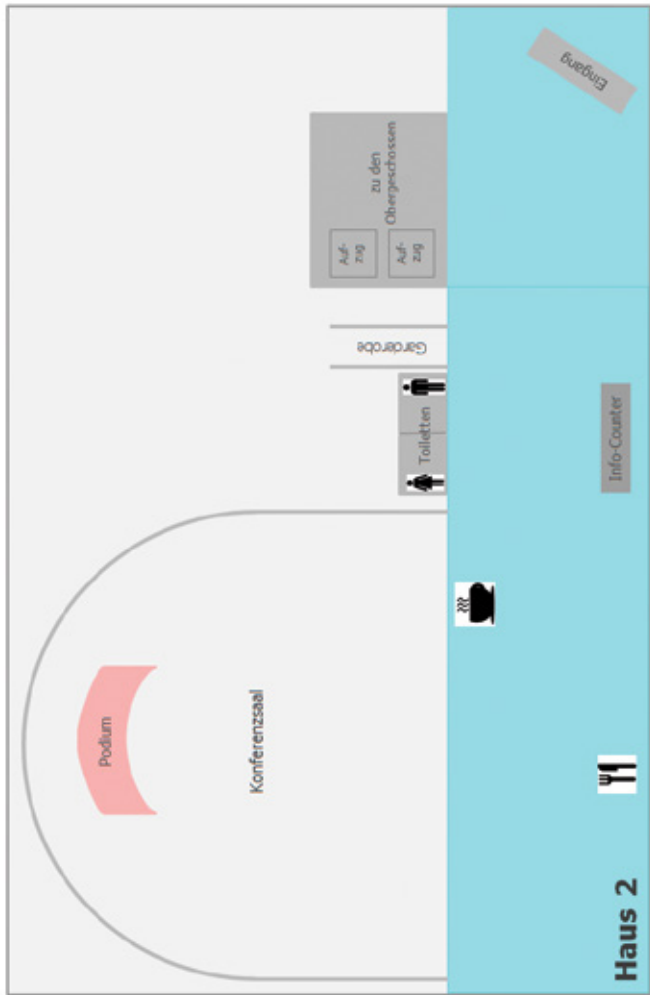 Eingang
zu den
Obergeschossen
Auf-
zug
Auf-
zug
Garderobe
Toiletten
Info-Counter
Podium
Konferenzsaal
Haus 2